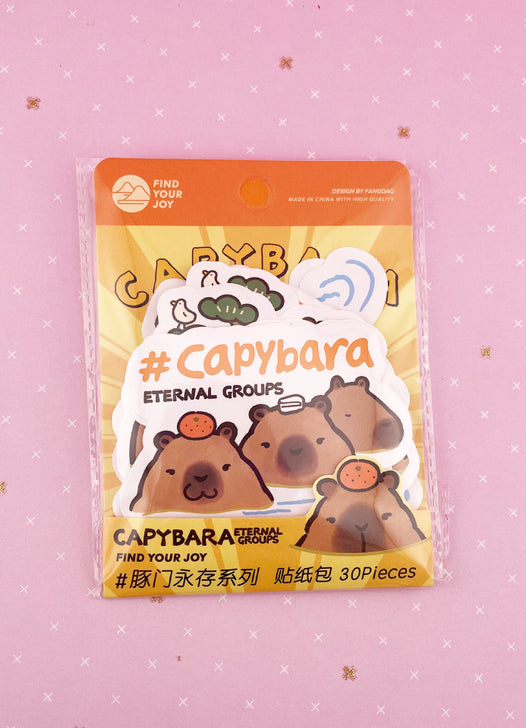 FIND
YOUR
JOY
DESIGN BY FANGDAO
MADE IN CHINA WITH HIGH QUALITY
CAPYBARA
#capybara
ETERNAL GROUPS
CAPYBARA ETERNAL GROUPS
FIND YOUR JOY
#豚门永存系列 贴纸包 30Pieces